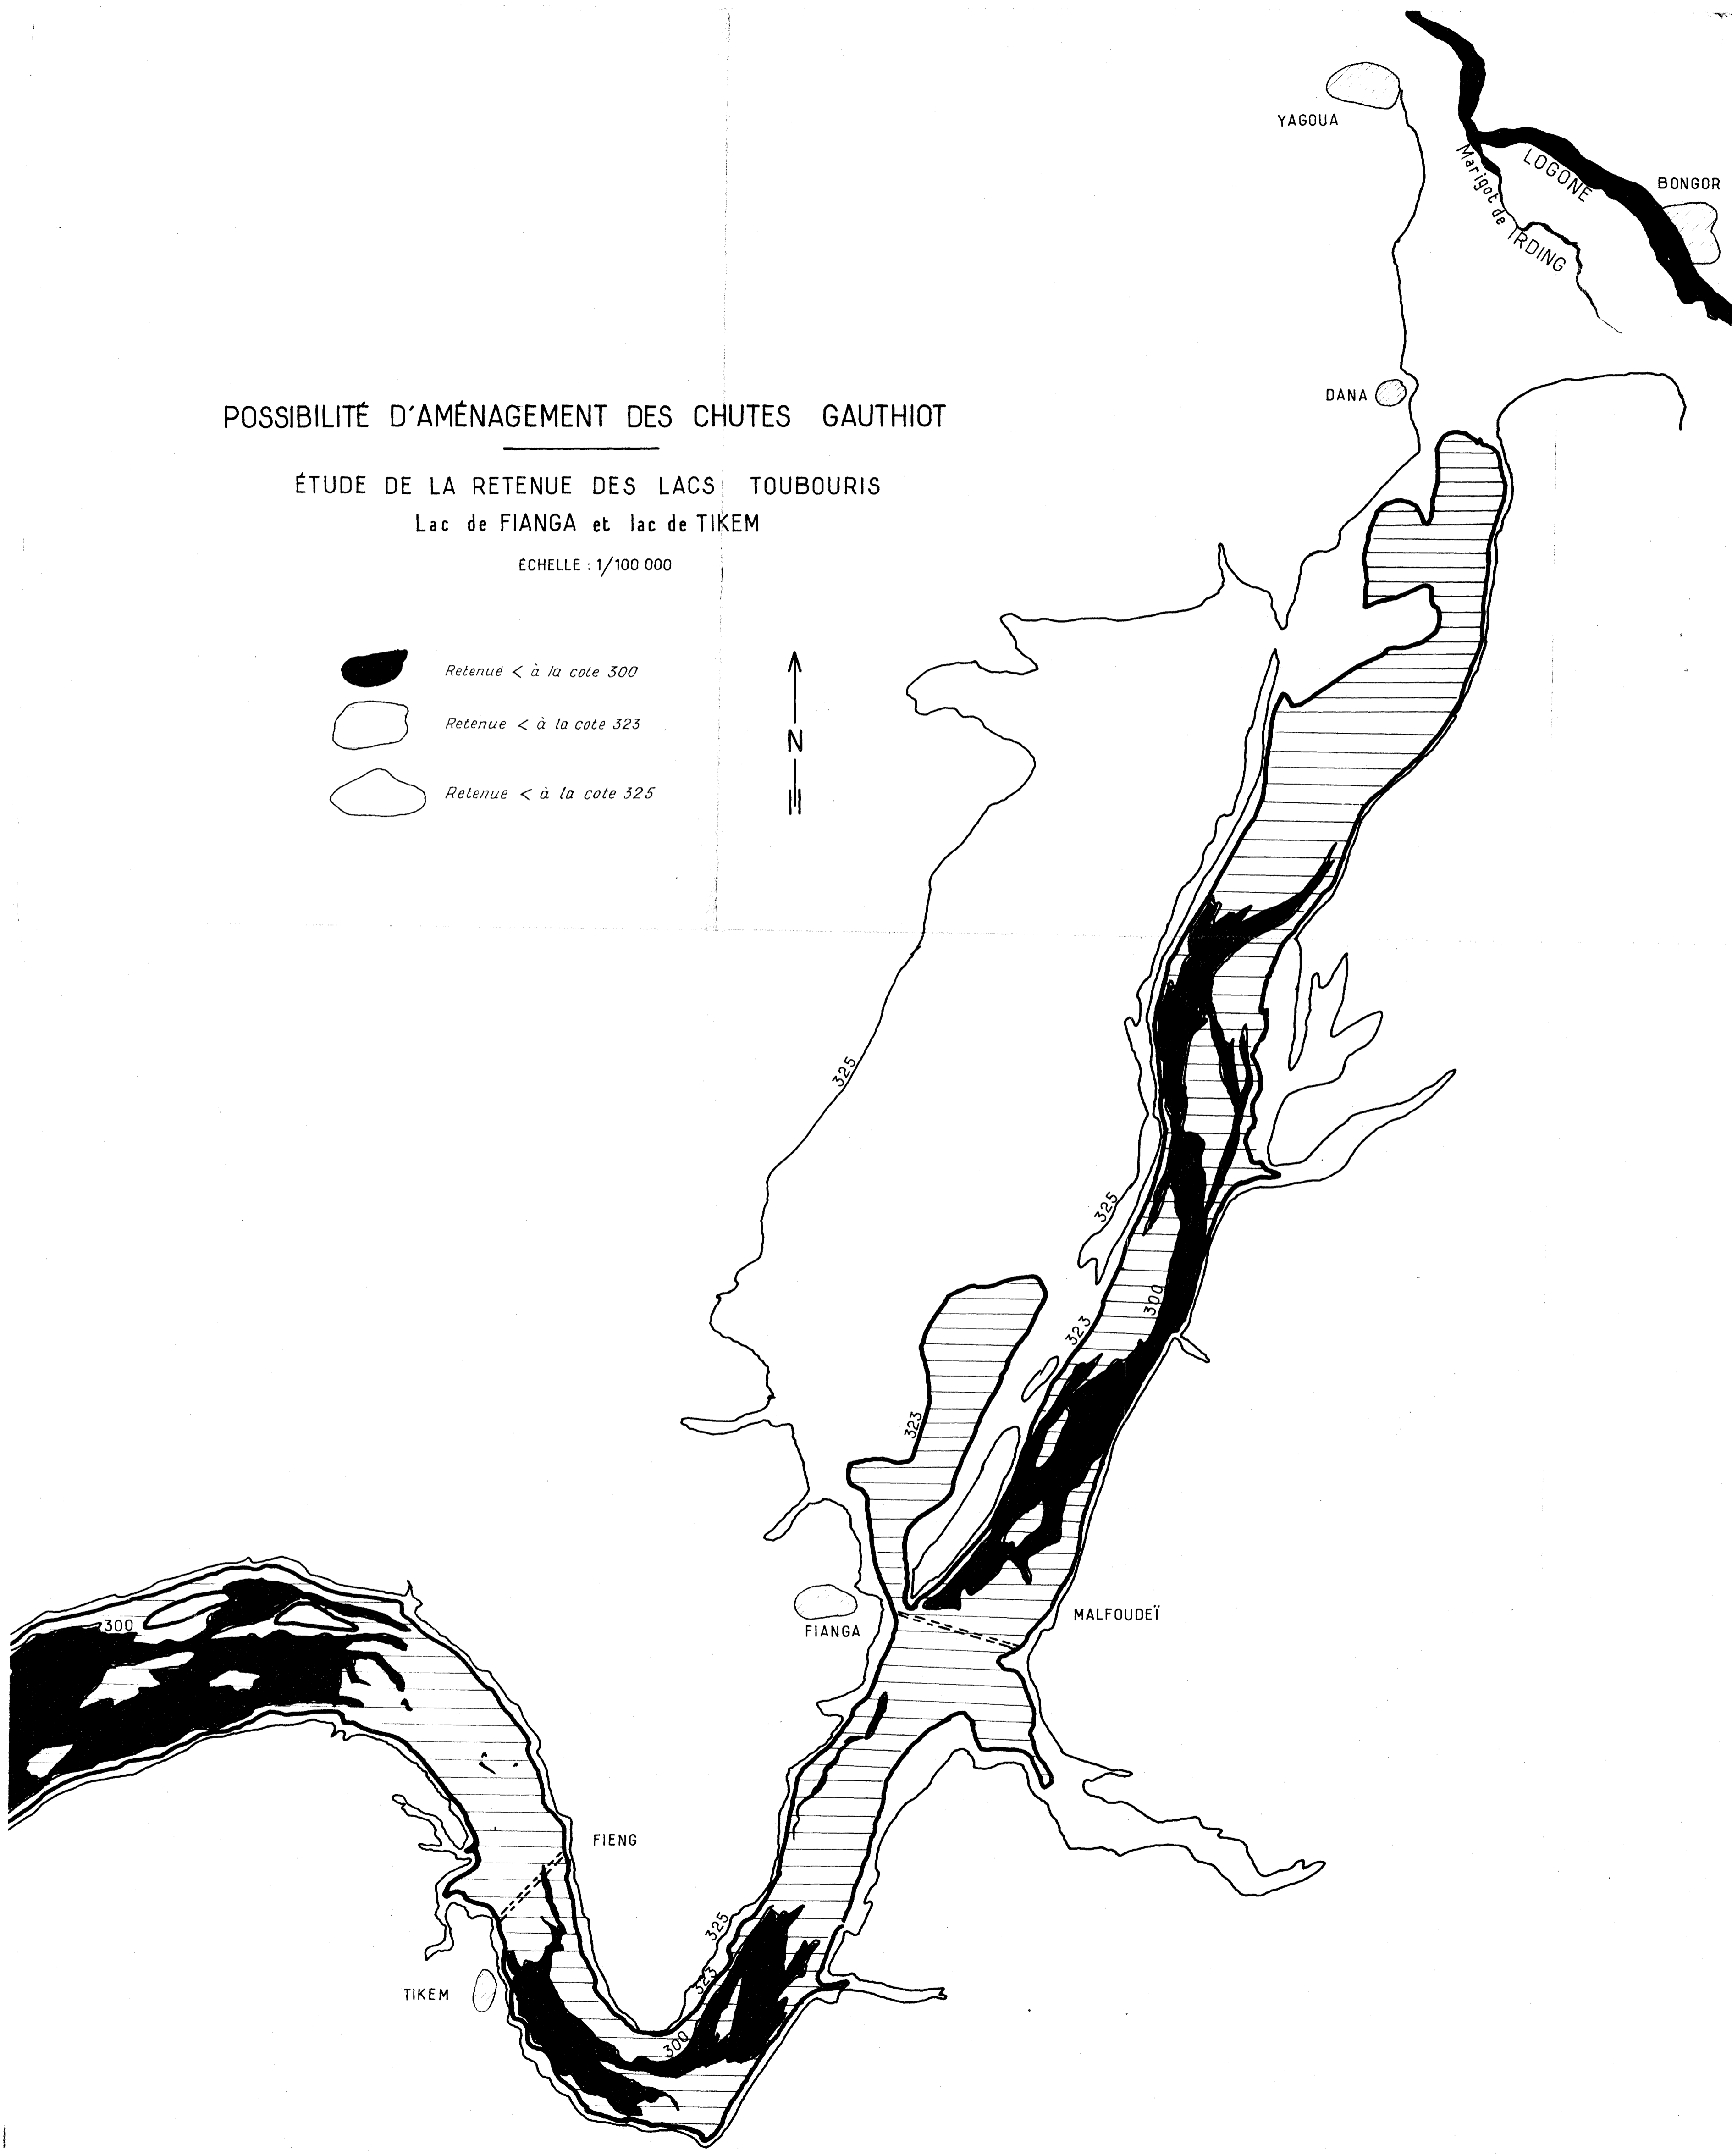 YAGOUA
LOGONE
Marigot de IRDING
BONGOR
DANA
POSSIBILITÉ D'AMÉNAGEMENT DES CHUTES GAUTHIOT
ÉTUDE DE LA RETENUE DES LACS TOUBOURIS
Lac de FIANGA et lac de TIKEM
ÉCHELLE : 1/100 000
Retenue < à la cote 300
Retenue < à la cote 323
Retenue < à la cote 325
N
325
325
300
323
323
MALFOUDEÏ
FIANGA
300
FIENG
325
323
TIKEM
300